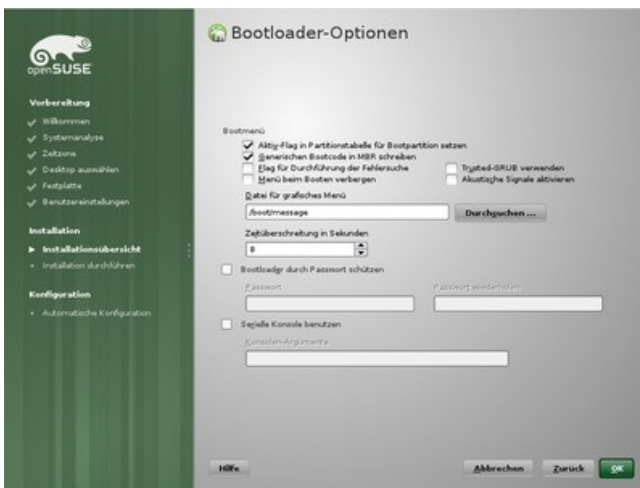 openSUSE
Bootloader-Optionen
Vorbereitung
Willkommen
Systemanalyse
Zeitzone
Desktop auswählen
Festplatte
Benutzereinstellungen
Installation
Installationsübersicht
Installation durchführen
Konfiguration
Automatische Konfiguration
Bootmenü
Aktiv-Flag in Partitionstabelle für Bootpartition setzen
Generischen Bootcode in MBR schreiben
Flag für Durchführung der Fehlersuche
Trusted-GRUB verwenden
Menü beim Booten verbergen
Akustische Signale aktivieren
Datei für grafisches Menü
/boot/message
Durchsuchen ...
Zeitüberschreitung in Sekunden
8
Bootloader durch Passwort schützen
Passwort
Passwort wiederholen
Serielle Konsole benutzen
Konsolen-Argumente
Hilfe
Abbrechen
Zurück
OK